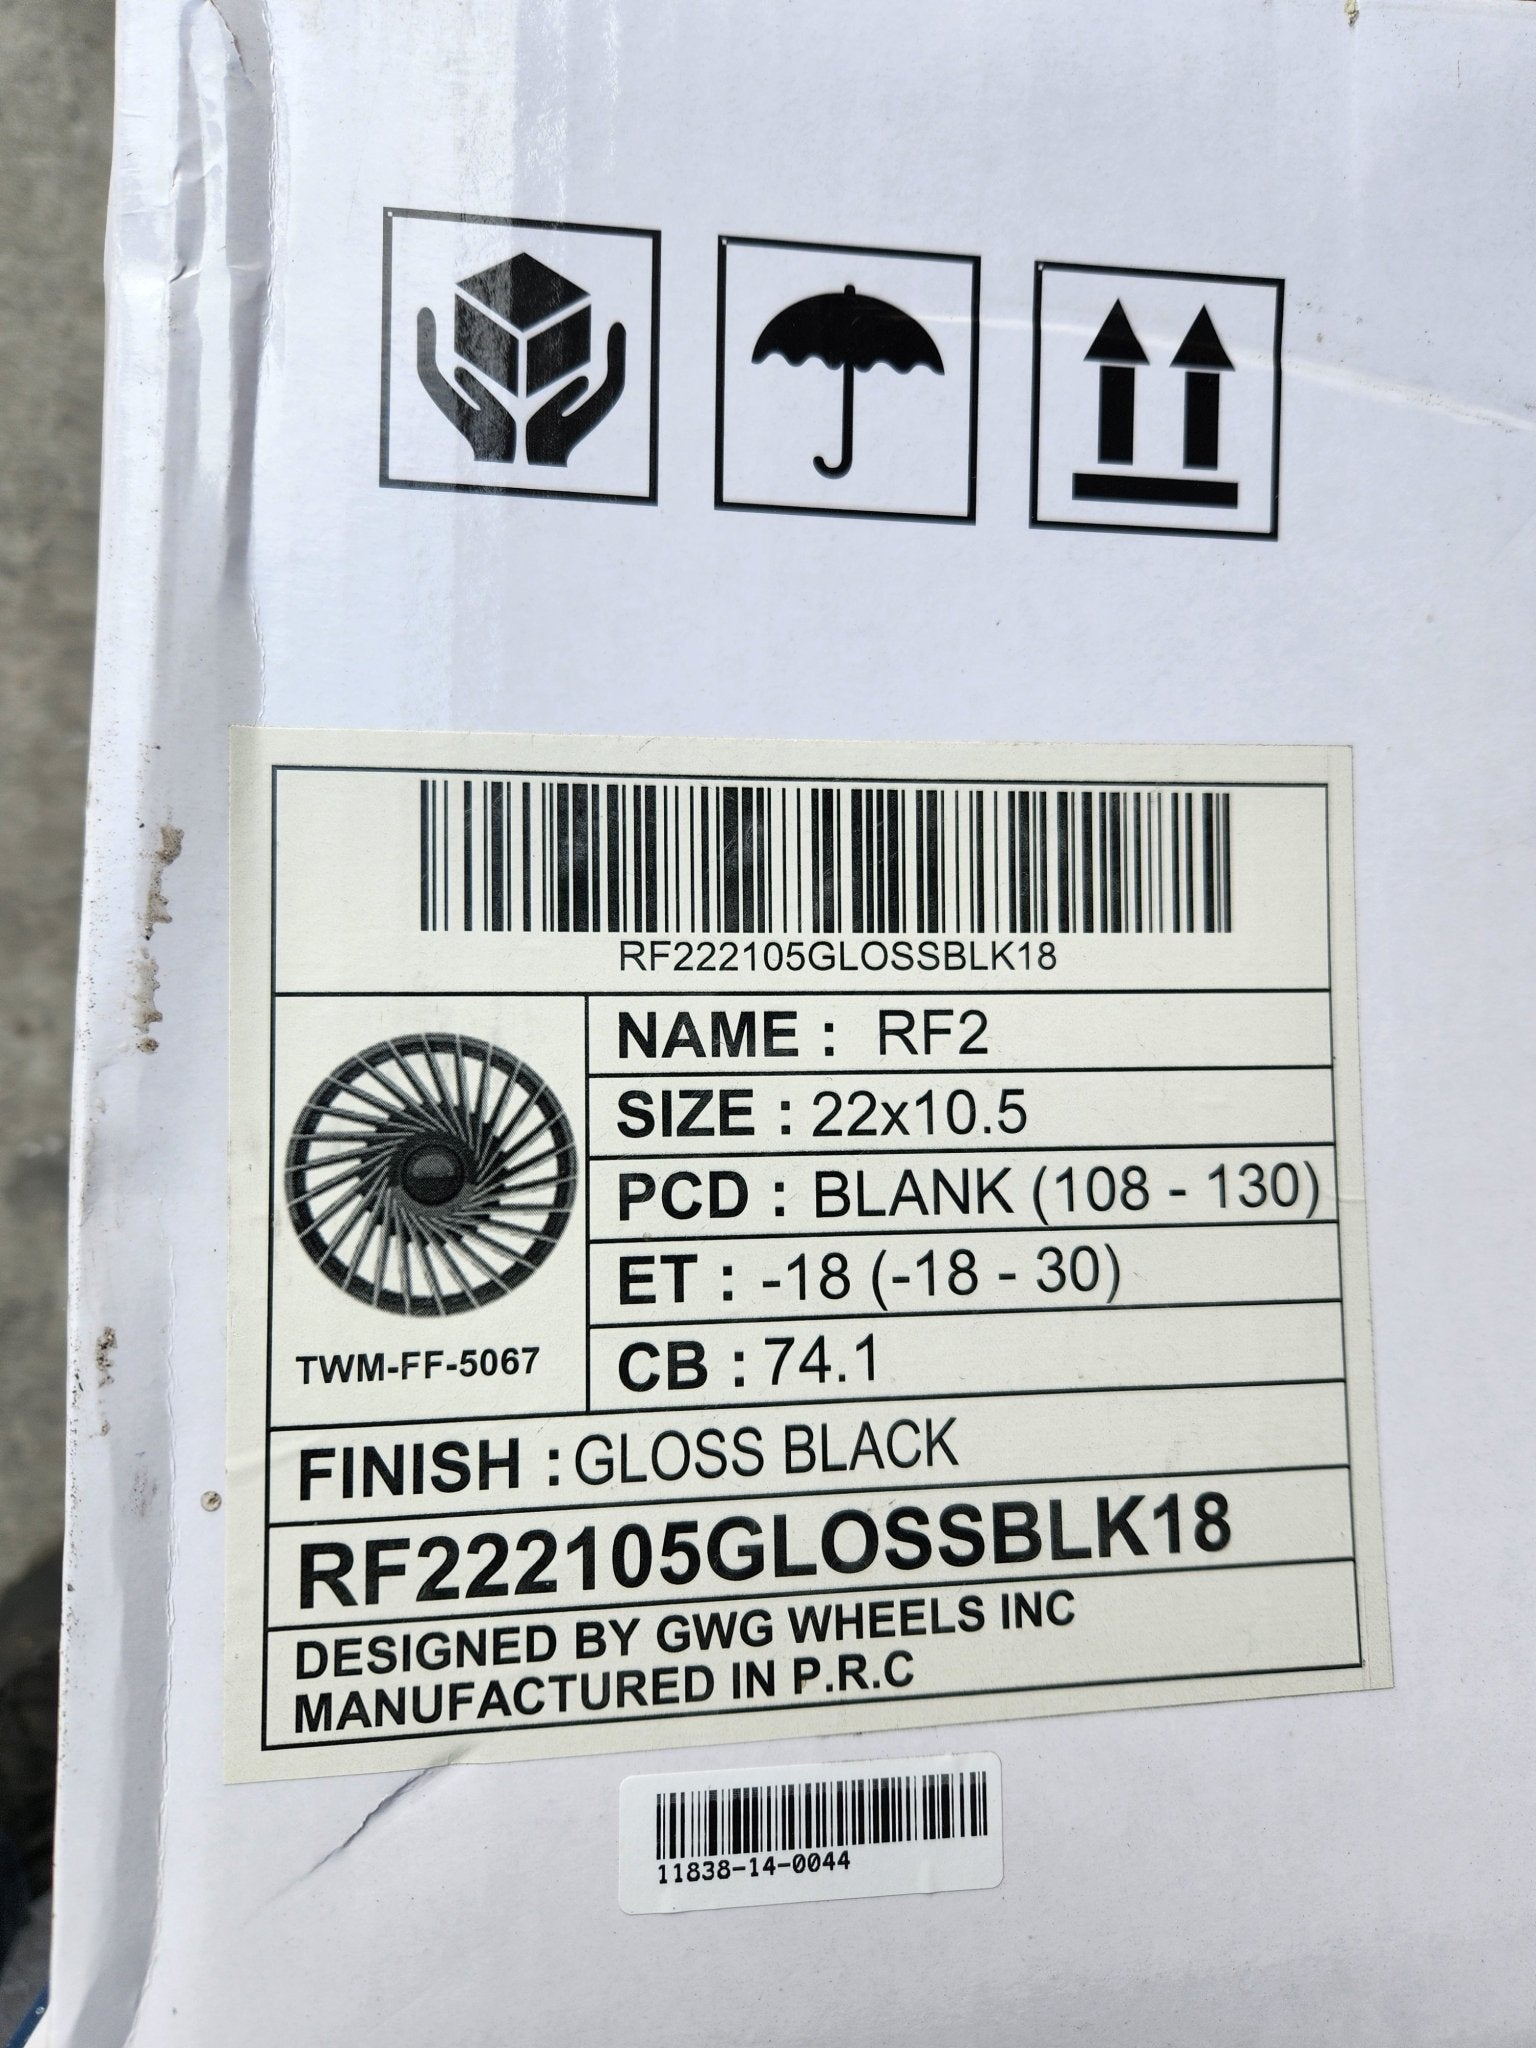 RF222105GLOSSBLK18
NAME : RF2
SIZE : 22x10.5
PCD : BLANK (108 - 130)
ET : -18 (-18 - 30)
TWM-FF-5067
CB : 74.1
FINISH : GLOSS BLACK
RF222105GLOSSBLK18
DESIGNED BY GWG WHEELS INC
MANUFACTURED IN P.R.C
11838-14-0044